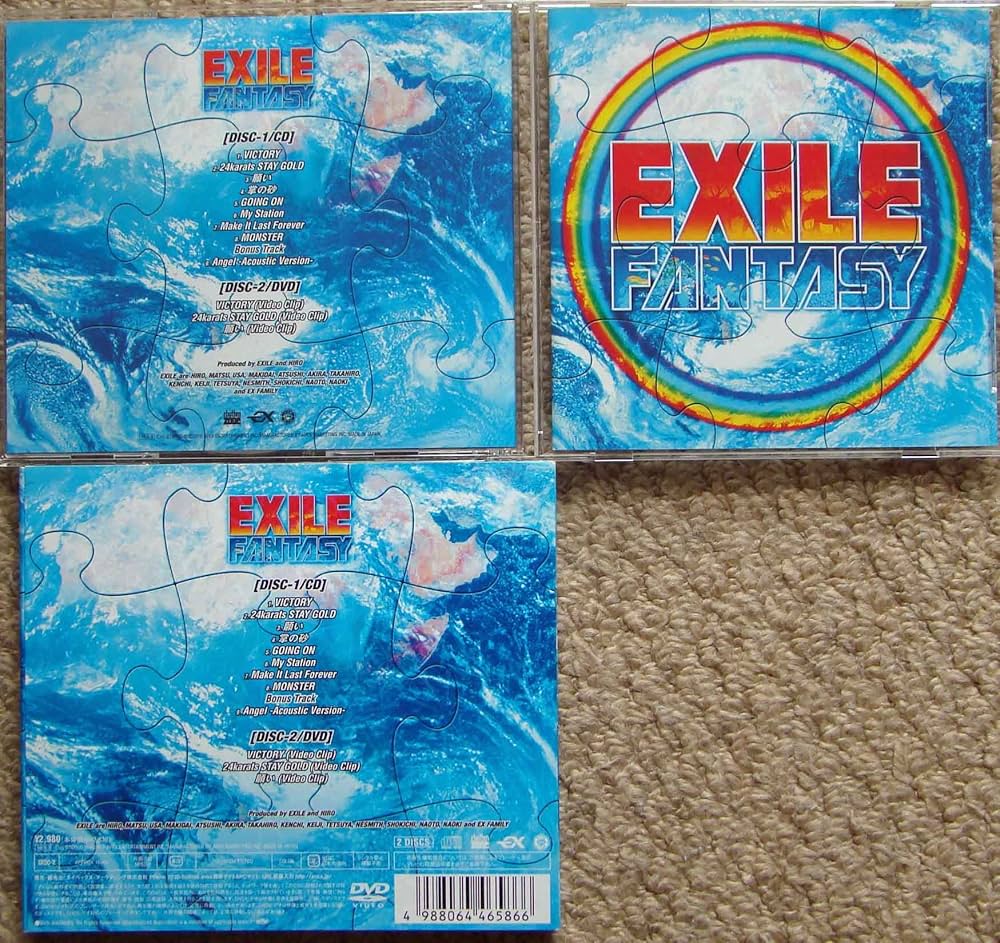 EXILE
FANTASY
[DISC-1/CD]
1. VICTORY
2. 24karats STAY GOLD
3. 願い
4. 掌の砂
5. GOING ON
6. My Station
7. Make It Last Forever
8. MONSTER
Bonus Track
9. Angel -Acoustic Version-
[DISC-2/DVD]
VICTORY (Video Clip)
24karats STAY GOLD (Video Clip)
願い (Video Clip)
Produced by EXILE and HIRO
EXILE are HIRO, MATSU, USA, MAKIDAI, ATSUSHI, AKIRA, TAKAHIRO,
KENCHI, KEIJI, TETSUYA, NESMITH, SHOKICHI, NAOTO, NAOKI
and EX FAMILY
EX
EXILE
FANTASY
EXILE
FANTASY
[DISC-1/CD]
1. VICTORY
2. 24karats STAY GOLD
3. 願い
4. 掌の砂
5. GOING ON
6. My Station
7. Make It Last Forever
8. MONSTER
Bonus Track
9. Angel -Acoustic Version-
[DISC-2/DVD]
VICTORY (Video Clip)
24karats STAY GOLD (Video Clip)
願い (Video Clip)
Produced by EXILE and HIRO
EXILE are HIRO, MATSU, USA, MAKIDAI, ATSUSHI, AKIRA, TAKAHIRO, KENCHI, KEIJI, TETSUYA, NESMITH, SHOKICHI, NAOTO, NAOKI and EX FAMILY
¥2,980
2 DISCS
EX
DISC-2
COLOR
DVD
VIDEO
4 988064 465866